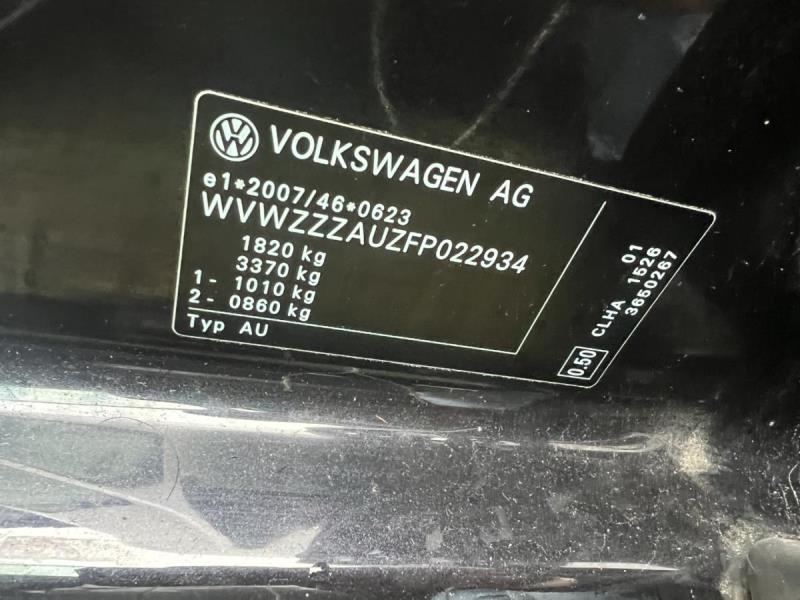 VOLKSWAGEN AG
e1*2007/46*0623
WVWZZZAUZFP022934
1820 kg
3370 kg
1 - 1010 kg
2 - 0860 kg
Typ AU
01
CLHA 1526
3650267
0.50